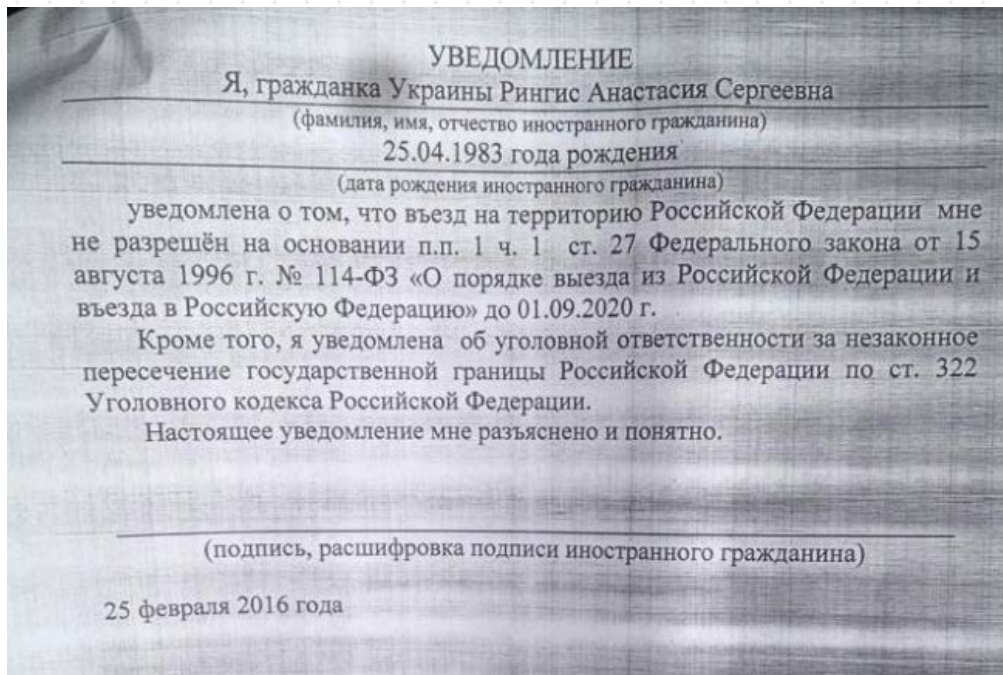 УВЕДОМЛЕНИЕ
Я, гражданка Украины Рингис Анастасия Сергеевна
(фамилия, имя, отчество иностранного гражданина)
25.04.1983 года рождения
(дата рождения иностранного гражданина)
уведомлена о том, что въезд на территорию Российской Федерации мне
не разрешён на основании п.п. 1 ч. 1 ст. 27 Федерального закона от 15
августа 1996 г. № 114-ФЗ «О порядке выезда из Российской Федерации и
въезда в Российскую Федерацию» до 01.09.2020 г.
Кроме того, я уведомлена об уголовной ответственности за незаконное
пересечение государственной границы Российской Федерации по ст. 322
Уголовного кодекса Российской Федерации.
Настоящее уведомление мне разъяснено и понятно.
(подпись, расшифровка подписи иностранного гражданина)
25 февраля 2016 года